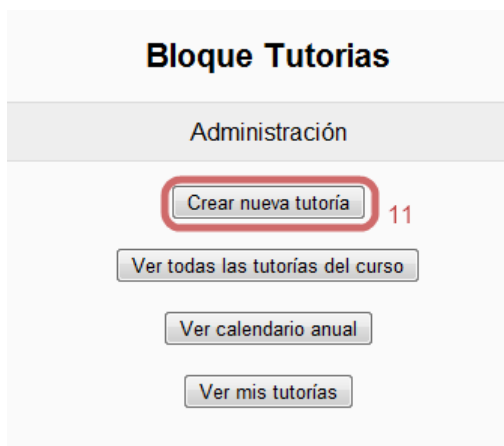 Bloque Tutorias
Administración
Crear nueva tutoría 11
Ver todas las tutorías del curso
Ver calendario anual
Ver mis tutorías